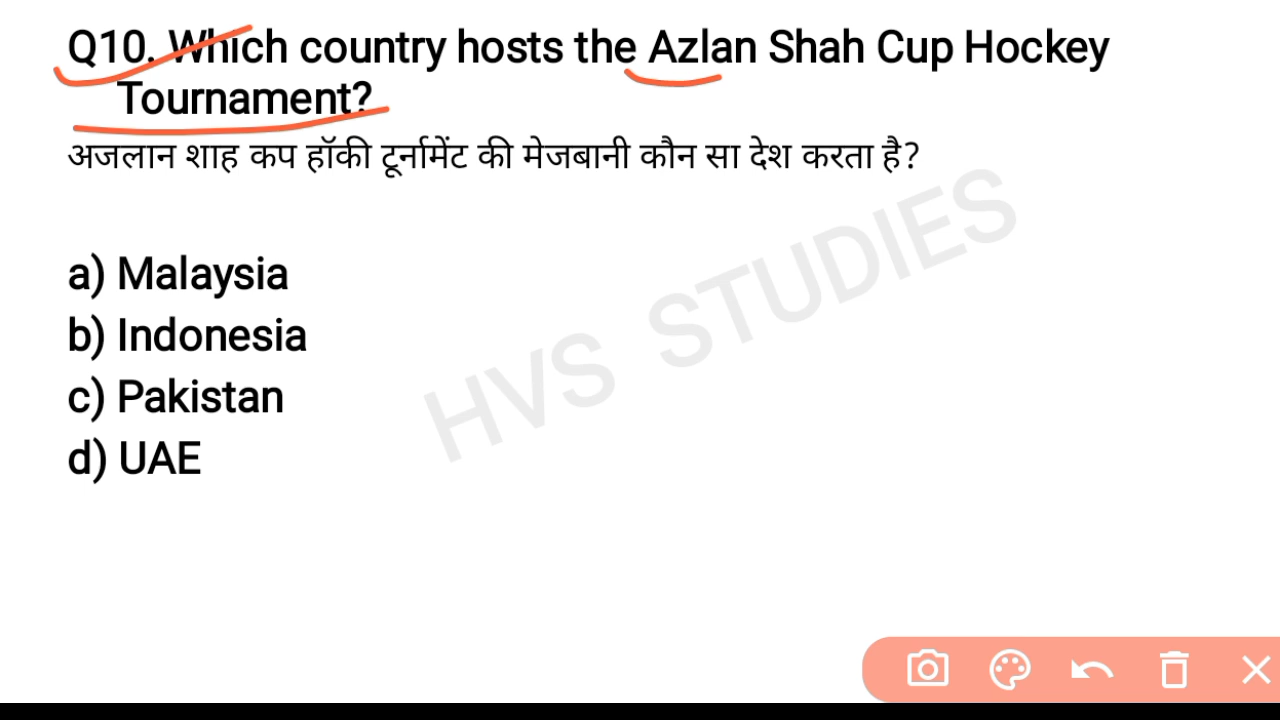 Q10. Which country hosts the Azlan Shah Cup Hockey
Tournament?
अजलान शाह कप हॉकी टूर्नामेंट की मेजबानी कौन सा देश करता है?
a) Malaysia
b) Indonesia
c) Pakistan
d) UAE
HVS STUDIES